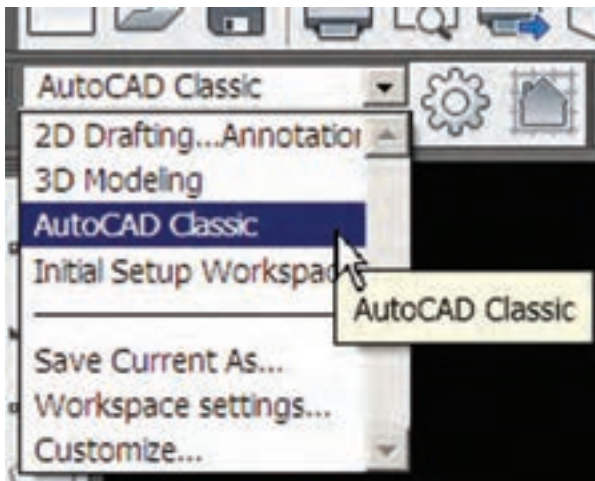 AutoCAD Classic
2D Drafting...Annotation
3D Modeling
AutoCAD Classic
Initial Setup Workspac
AutoCAD Classic
Save Current As...
Workspace settings...
Customize...